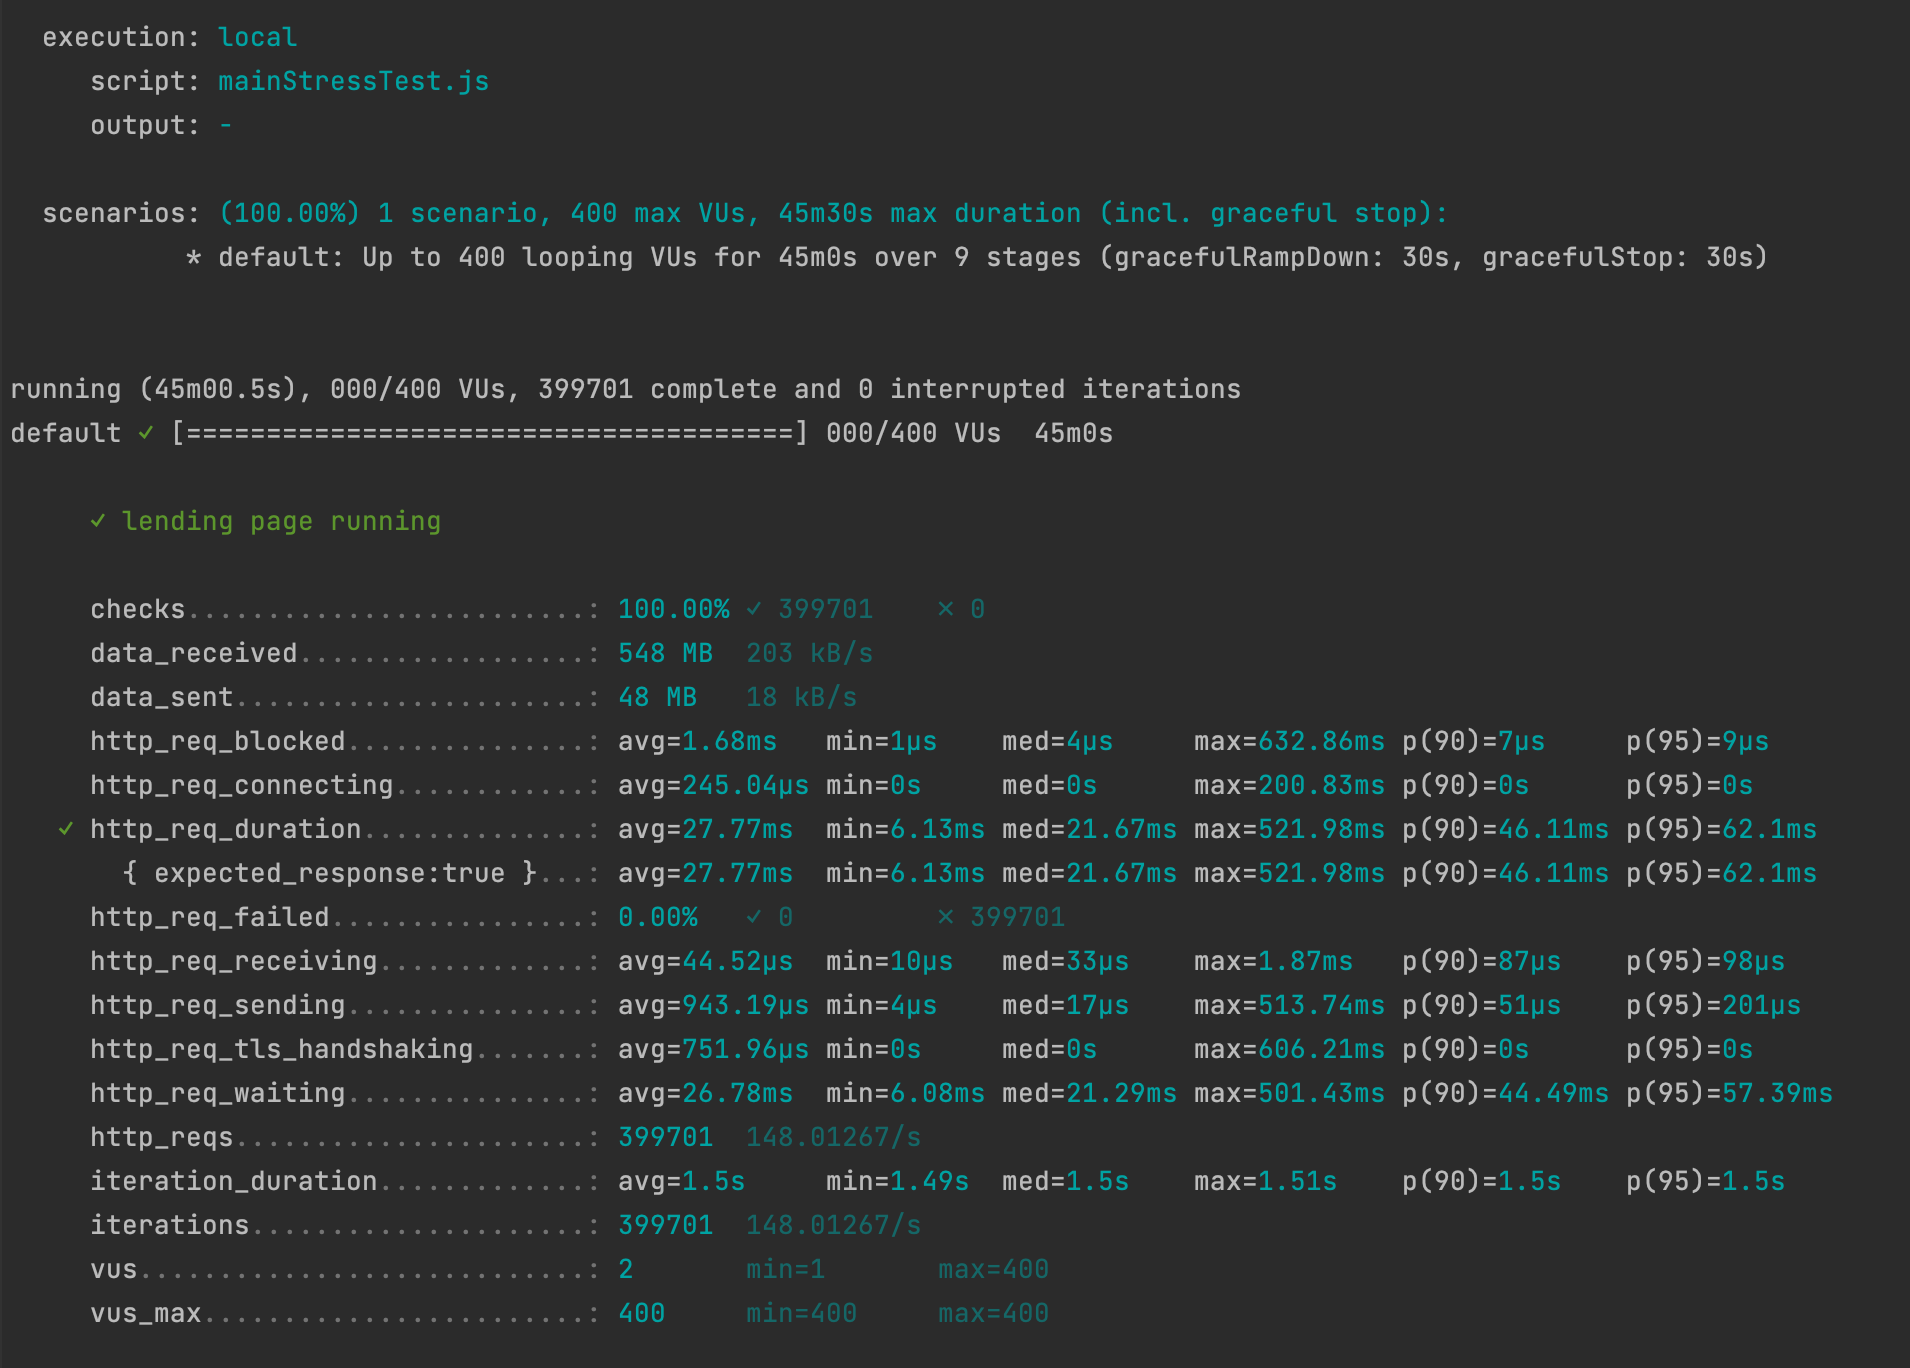 execution: local
script: mainStressTest.js
output: -
scenarios: (100.00%) 1 scenario, 400 max VUs, 45m30s max duration (incl. graceful stop):
* default: Up to 400 looping VUs for 45m0s over 9 stages (gracefulRampDown: 30s, gracefulStop: 30s)
running (45m00.5s), 000/400 VUs, 399701 complete and 0 interrupted iterations
default ✓ [======================================] 000/400 VUs  45m0s
✓ lending page running
checks.........................: 100.00% ✓ 399701    ✗ 0
data_received..................: 548 MB  203 kB/s
data_sent......................: 48 MB   18 kB/s
http_req_blocked...............: avg=1.68ms   min=1µs    med=4µs     max=632.86ms p(90)=7µs     p(95)=9µs
http_req_connecting............: avg=245.04µs min=0s     med=0s      max=200.83ms p(90)=0s      p(95)=0s
✓ http_req_duration..............: avg=27.77ms  min=6.13ms med=21.67ms max=521.98ms p(90)=46.11ms p(95)=62.1ms
{ expected_response:true }...: avg=27.77ms  min=6.13ms med=21.67ms max=521.98ms p(90)=46.11ms p(95)=62.1ms
http_req_failed................: 0.00%   ✓ 0         ✗ 399701
http_req_receiving.............: avg=44.52µs  min=10µs   med=33µs    max=1.87ms   p(90)=87µs    p(95)=98µs
http_req_sending...............: avg=943.19µs min=4µs    med=17µs    max=513.74ms p(90)=51µs    p(95)=201µs
http_req_tls_handshaking.......: avg=751.96µs min=0s     med=0s      max=606.21ms p(90)=0s      p(95)=0s
http_req_waiting...............: avg=26.78ms  min=6.08ms med=21.29ms max=501.43ms p(90)=44.49ms p(95)=57.39ms
http_reqs......................: 399701  148.01267/s
iteration_duration.............: avg=1.5s     min=1.49s  med=1.5s    max=1.51s    p(90)=1.5s    p(95)=1.5s
iterations.....................: 399701  148.01267/s
vus............................: 2       min=1       max=400
vus_max........................: 400     min=400     max=400